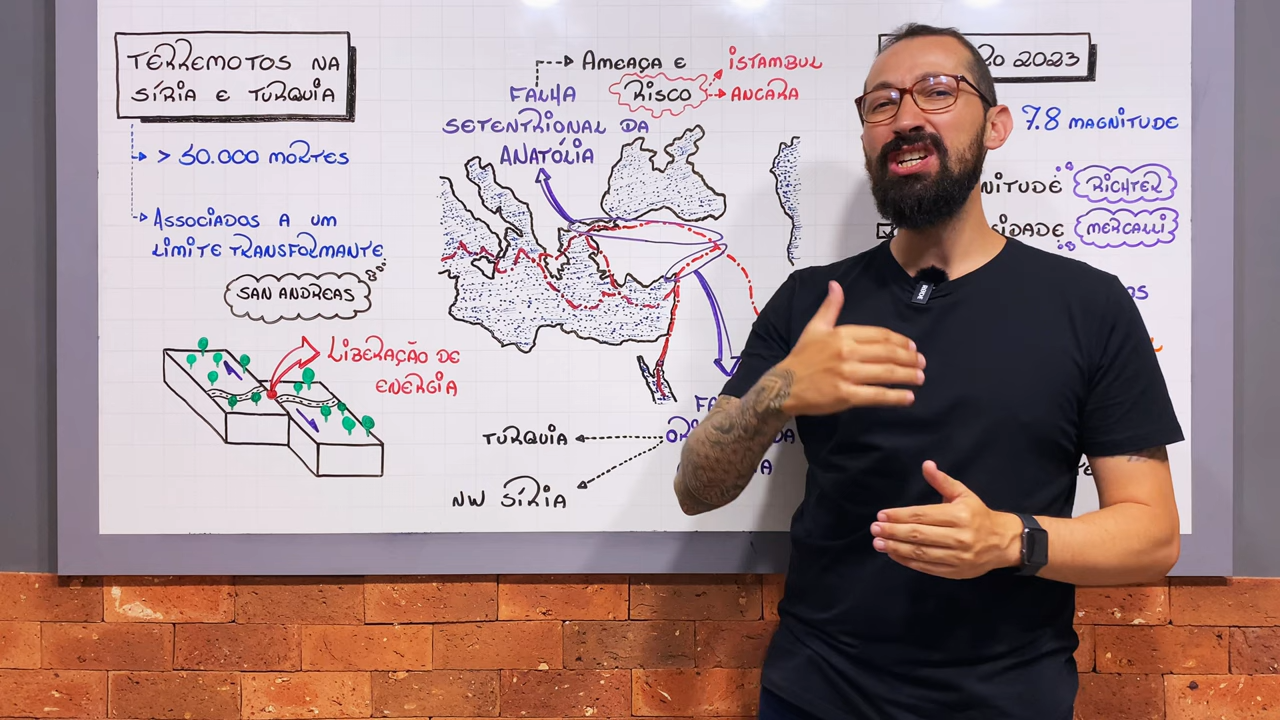 TERREMOTOS NA
SÍRIA E TURQUIA
> 50.000 MORTES
ASSOCIADOS A UM
LIMITE TRANSFORMANTE
SAN ANDREAS
LIBERAÇÃO DE
ENERGIA
AMEAÇA E
RISCO
ISTAMBUL
ANCARA
FALHA
SETENTRIONAL DA
ANATÓLIA
TURQUIA
NW SÍRIA
2023
7.8 MAGNITUDE
RICHTER
MERCALLI